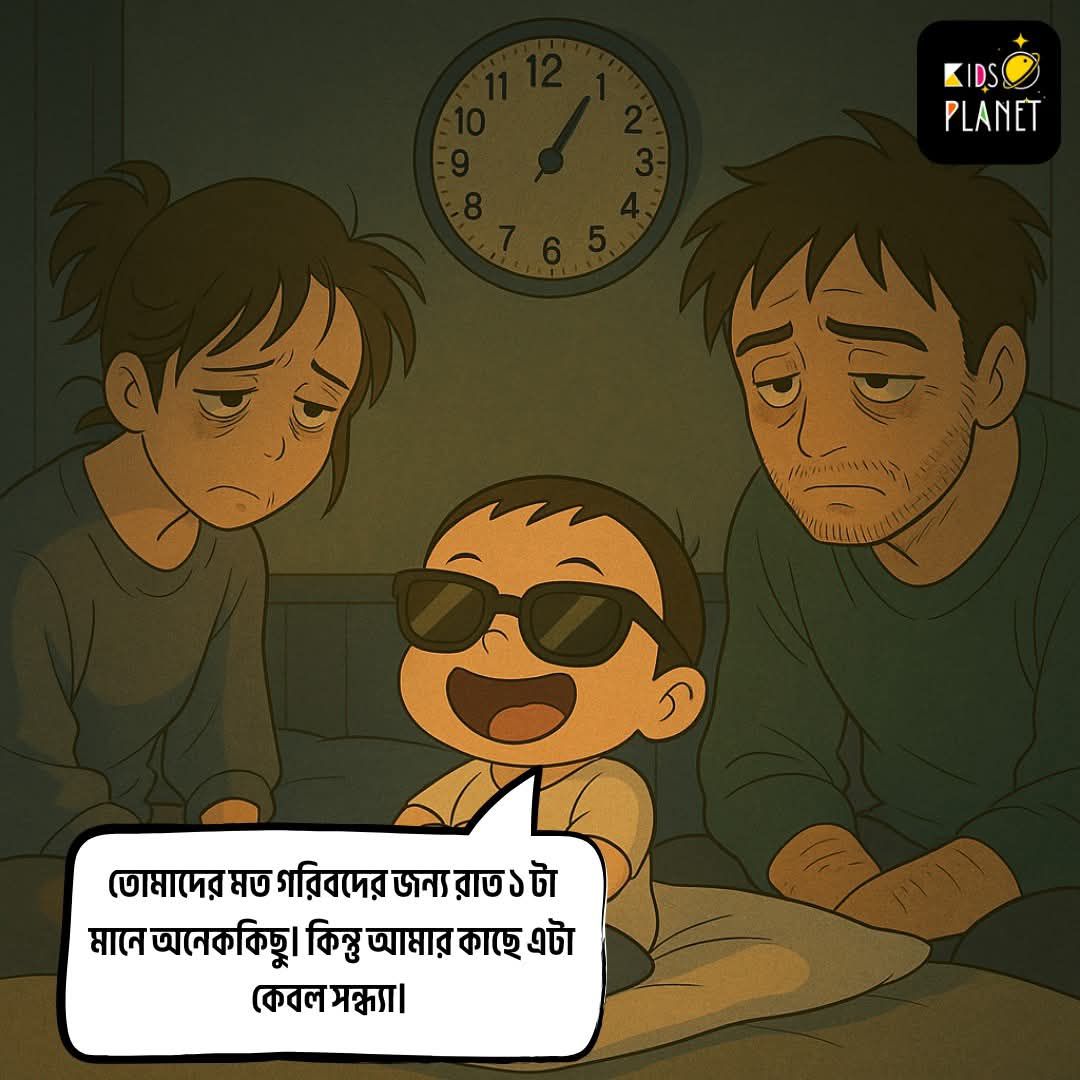 12
1
2
3
4
5
6
7
8
9
10
11
KIDS
PLANET
তোমাদের মত গরিবদের জন্য রাত ১ টা
মানে অনেককিছু। কিন্তু আমার কাছে এটা
কেবল সন্ধ্যা।